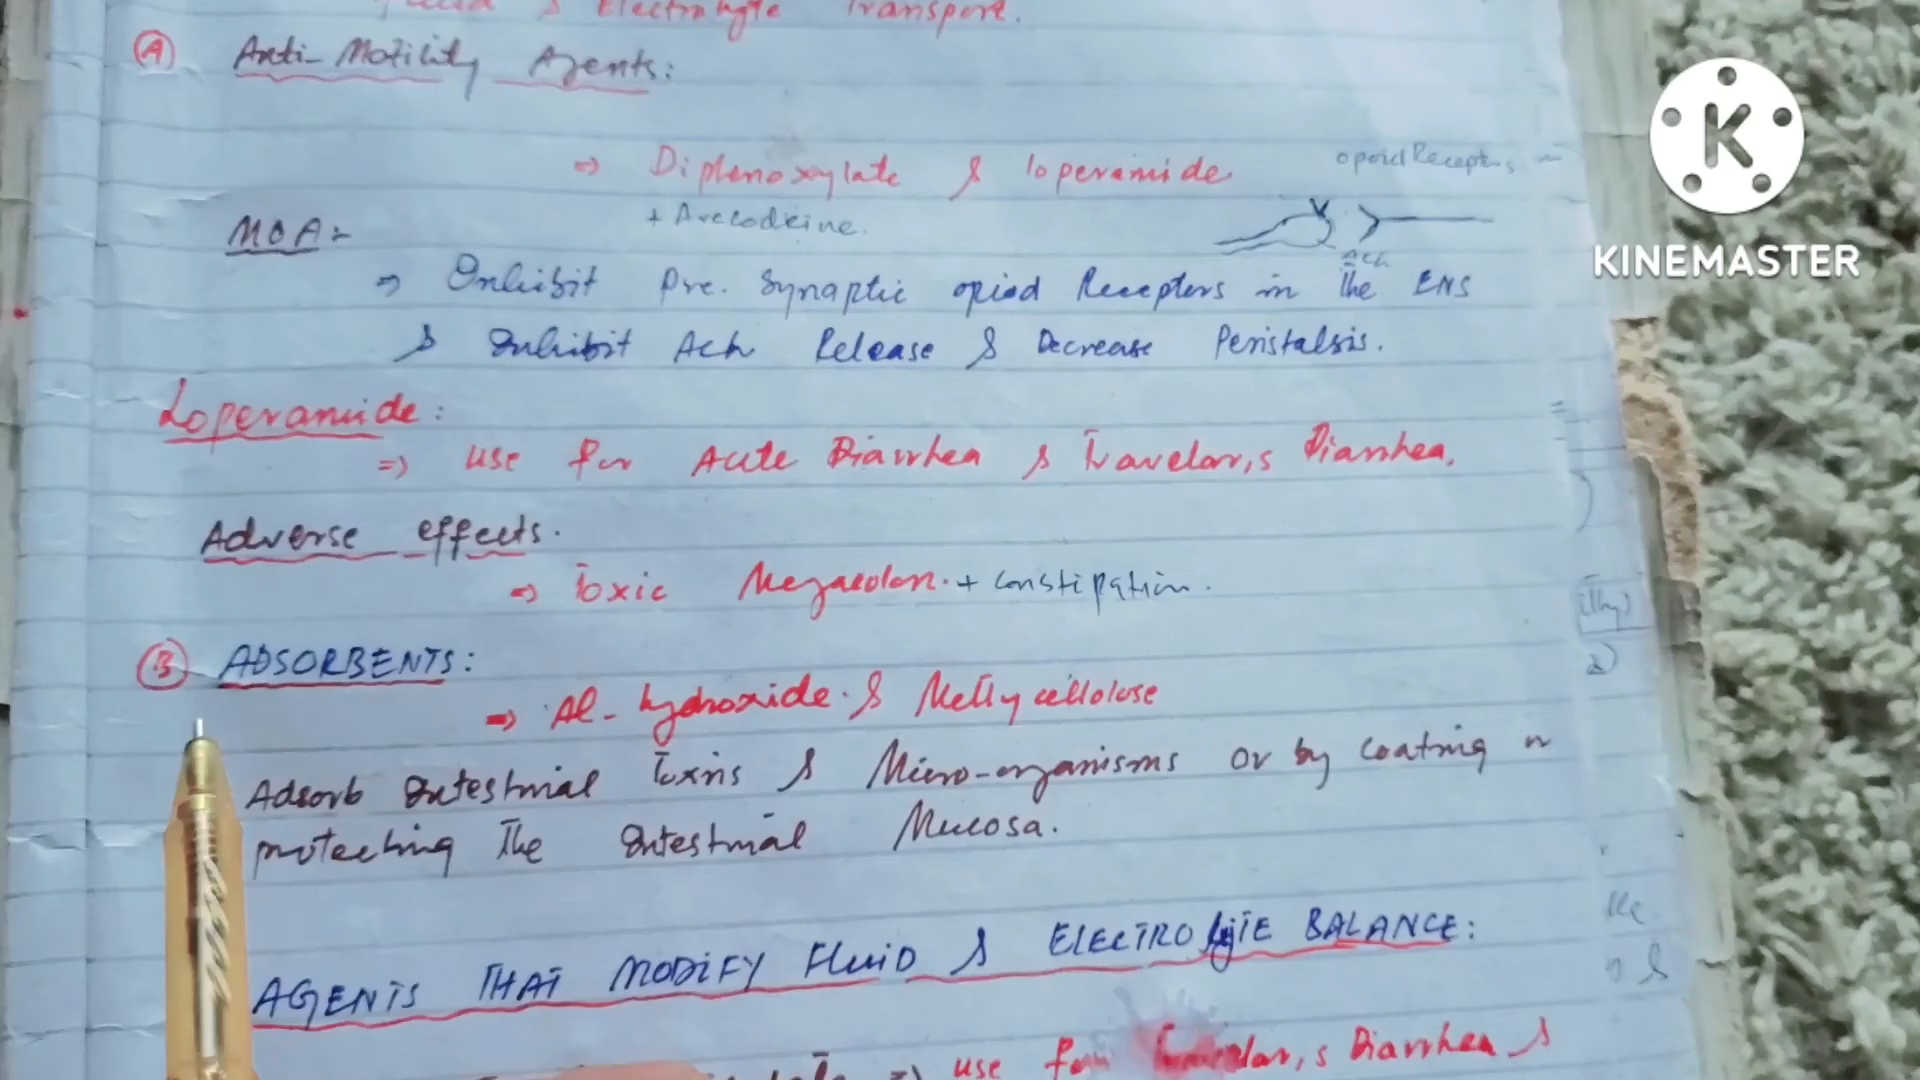 & Electrolyte Transport.
(A) Anti-Motility Agents:
⇒ Diphenoxylate & loperamide
opoid Receptors
+ Arecodeine.
MOA:-
Ach
⇒ Inhibit Pre. Synaptic opiod Receptors in the ENS
& Inhibit Ach Release & Decrease Peristalsis.
Loperamide:
⇒ use for Acute Diarrhea & Travelar,s Diarrhea.
Adverse effects.
⇒ Toxic Megacolon. + constipation.
(B) ADSORBENTS:
⇒ Al-hydroxide & Methycellolose
Adsorb intestinal Toxins & Micro-organisms or by coating or
protecting The intestinal Mucosa.
AGENTS THAT MODIFY FLUID & ELECTROLYTE BALANCE:
⇒ use for Diarrhea &
K
KINEMASTER